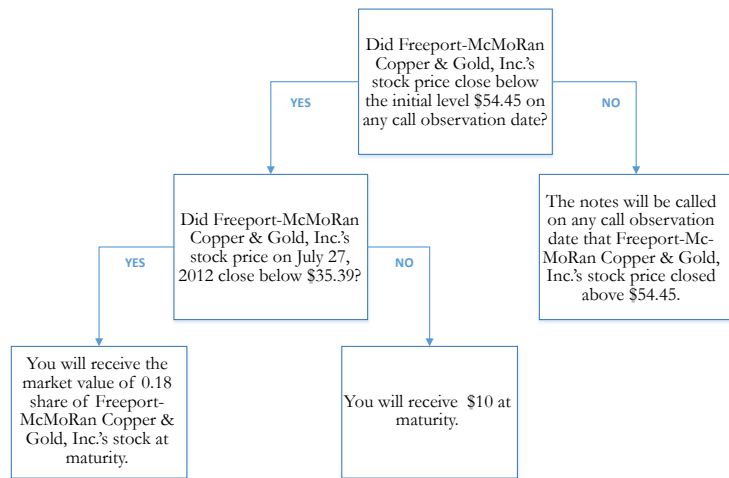 Did Freeport-McMoRan
Copper & Gold, Inc.'s
stock price close below
the initial level $54.45 on
any call observation date?
YES
NO
Did Freeport-McMoRan
Copper & Gold, Inc.'s
stock price on July 27,
2012 close below $35.39?
The notes will be called
on any call observation
date that Freeport-Mc-
MoRan Copper & Gold,
Inc.'s stock price closed
above $54.45.
YES
NO
You will receive the
market value of 0.18
share of Freeport-
McMoRan Copper &
Gold, Inc.'s stock at
maturity.
You will receive $10 at
maturity.